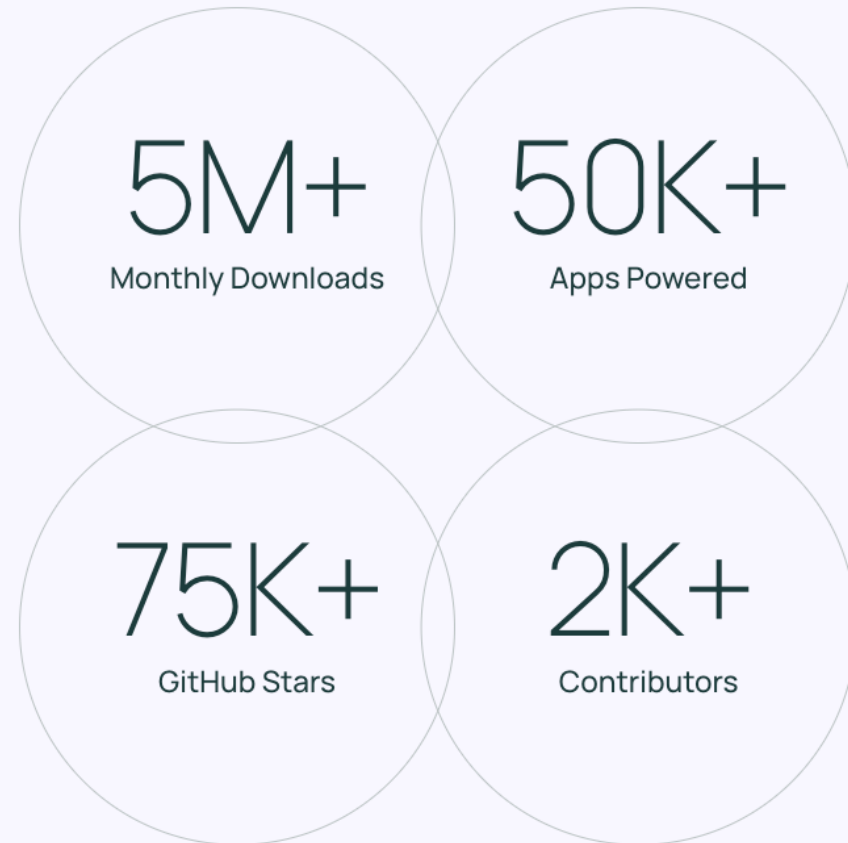 5M+
Monthly Downloads
50K+
Apps Powered
75K+
GitHub Stars
2K+
Contributors